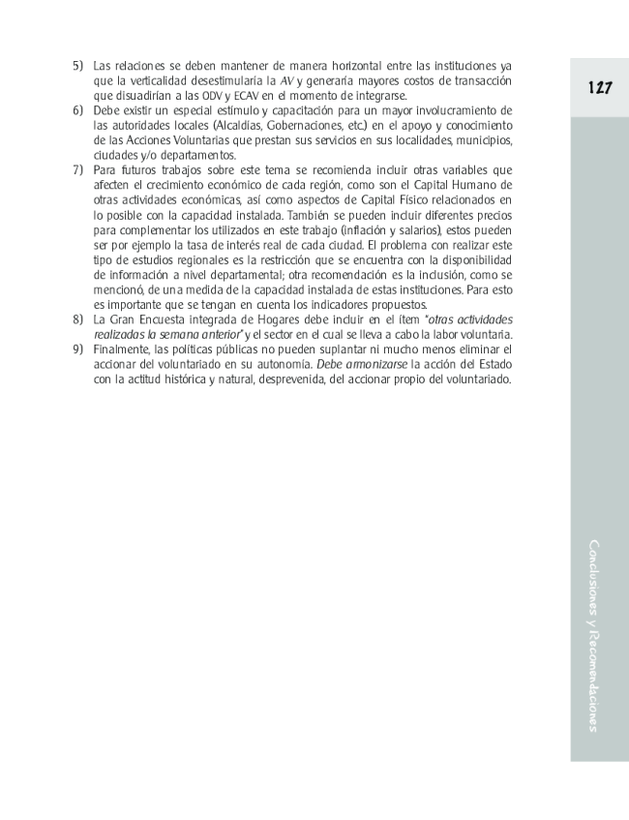 5) Las relaciones se deben mantener de manera horizontal entre las instituciones ya
que la verticalidad desestimularía la AV y generaría mayores costos de transacción
que disuadirían a las ODV y ECAV en el momento de integrarse.
6) Debe existir un especial estímulo y capacitación para un mayor involucramiento de
las autoridades locales (Alcaldías, Gobernaciones, etc.) en el apoyo y conocimiento
de las Acciones Voluntarias que prestan sus servicios en sus localidades, municipios,
ciudades y/o departamentos.
7) Para futuros trabajos sobre este tema se recomienda incluir otras variables que
afecten el crecimiento económico de cada región, como son el Capital Humano de
otras actividades económicas, así como aspectos de Capital Físico relacionados en
lo posible con la capacidad instalada. También se pueden incluir diferentes precios
para complementar los utilizados en este trabajo (inflación y salarios), estos pueden
ser por ejemplo la tasa de interés real de cada ciudad. El problema con realizar este
tipo de estudios regionales es la restricción que se encuentra con la disponibilidad
de información a nivel departamental; otra recomendación es la inclusión, como se
mencionó, de una medida de la capacidad instalada de estas instituciones. Para esto
es importante que se tengan en cuenta los indicadores propuestos.
8) La Gran Encuesta integrada de Hogares debe incluir en el ítem "otras actividades
realizadas la semana anterior" y el sector en el cual se lleva a cabo la labor voluntaria.
9) Finalmente, las políticas públicas no pueden suplantar ni mucho menos eliminar el
accionar del voluntariado en su autonomía. Debe armonizarse la acción del Estado
con la actitud histórica y natural, desprevenida, del accionar propio del voluntariado.
127
Conclusiones y Recomendaciones